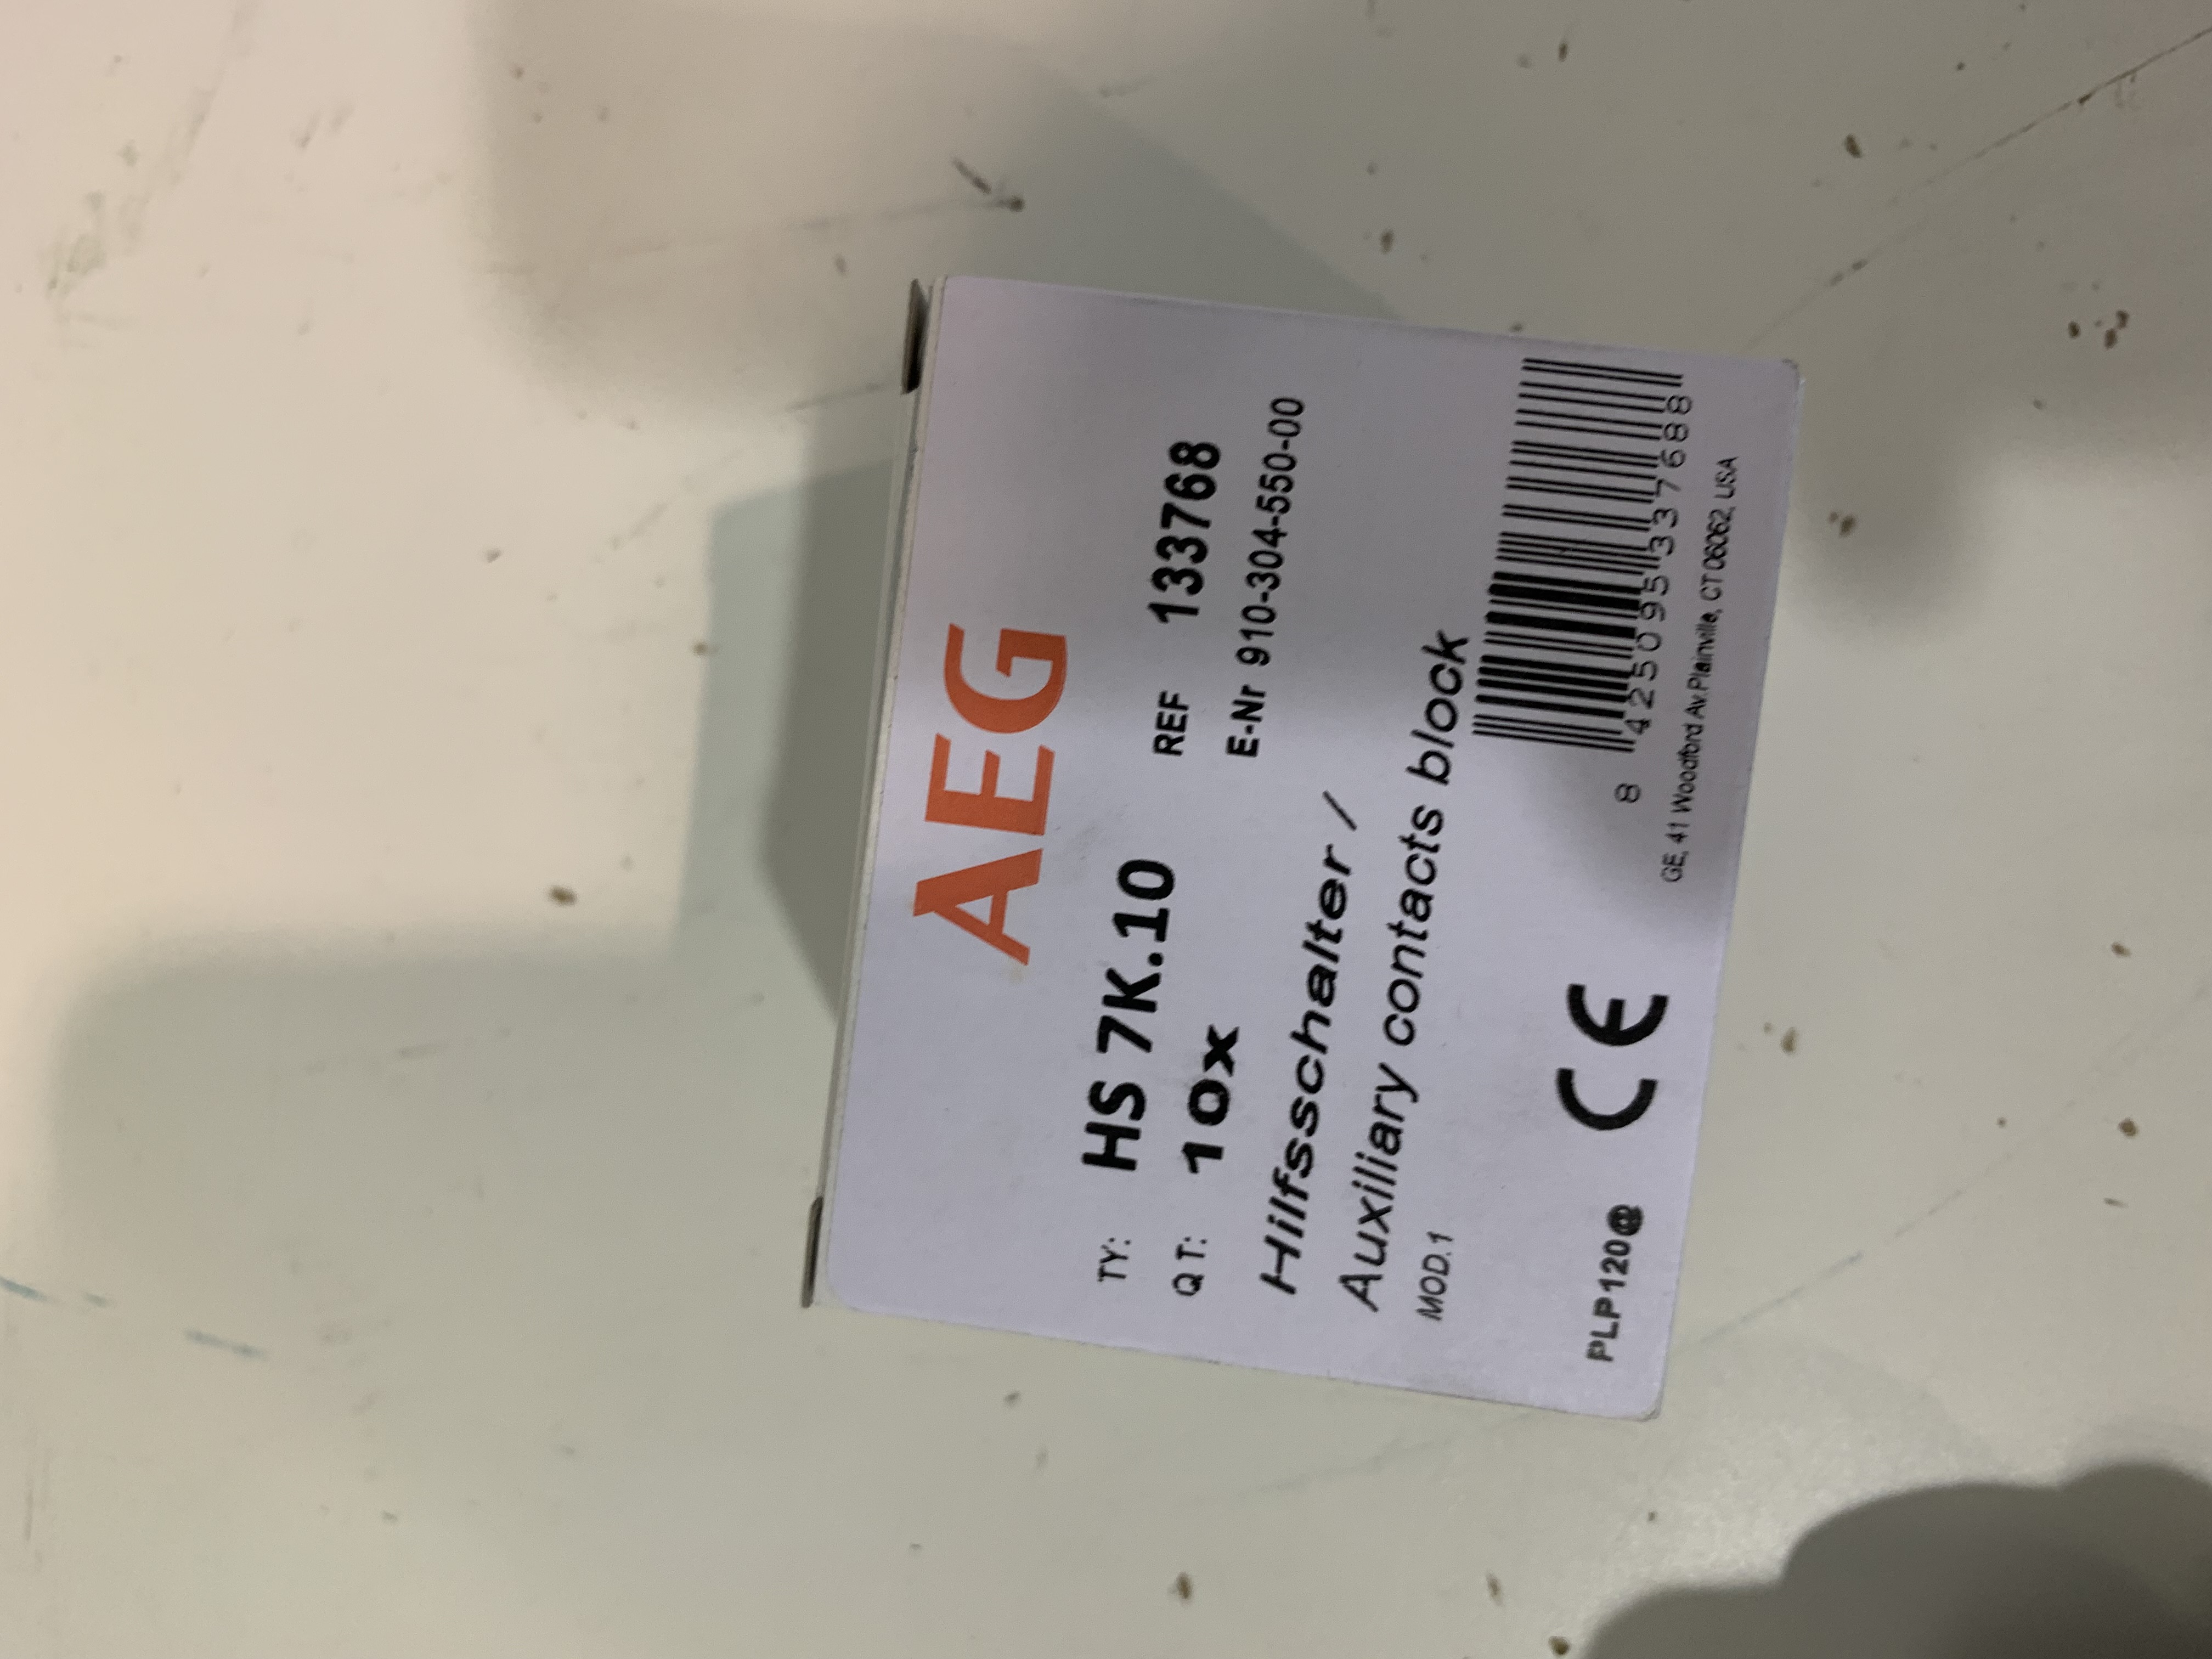 AEG
TY: HS 7K.10 REF 133768
QT: 10x E-Nr 910-304-550-00
Hilfsschalter /
Auxiliary contacts block
MOD.1
PLP120@ CE 8 425095 337688
GE, 41 Woodford Av.Plainville, CT 06062, USA